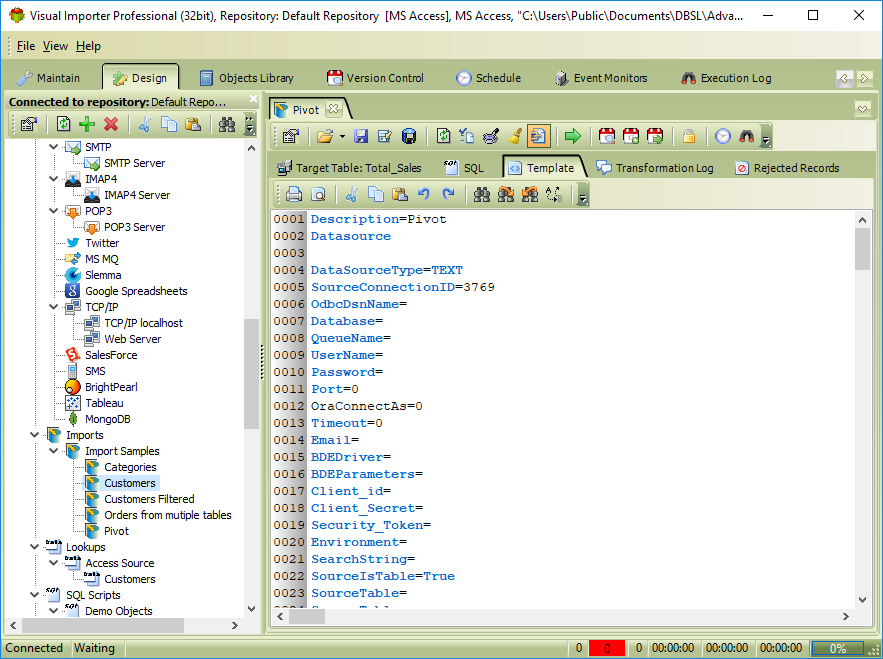 Visual Importer Professional (32bit), Repository: Default Repository [MS Access], MS Access, "C:\Users\Public\Documents\DBSL\Adva...
File View Help
Maintain Design Objects Library Version Control Schedule Event Monitors Execution Log
Connected to repository: Default Repo...
SMTP
SMTP Server
IMAP4
IMAP4 Server
POP3
POP3 Server
Twitter
MS MQ
Slemma
Google Spreadsheets
TCP/IP
TCP/IP localhost
Web Server
SalesForce
SMS
BrightPearl
Tableau
MongoDB
Imports
Import Samples
Categories
Customers
Customers Filtered
Orders from mutiple tables
Pivot
Lookups
Access Source
Customers
SQL Scripts
Demo Objects
Pivot
Target Table: Total_Sales SQL Template Transformation Log Rejected Records
0001 Description=Pivot
0002 Datasource
0003
0004 DataSourceType=TEXT
0005 SourceConnectionID=3769
0006 OdbcDsnName=
0007 Database=
0008 QueueName=
0009 UserName=
0010 Password=
0011 Port=0
0012 OraConnectAs=0
0013 Timeout=0
0014 Email=
0015 BDEDriver=
0016 BDEParameters=
0017 Client_id=
0018 Client_Secret=
0019 Security_Token=
0020 Environment=
0021 SearchString=
0022 SourceIsTable=True
0023 SourceTable=
Connected Waiting 0 0 0 00:00:00 00:00:00 00:00:00 0%